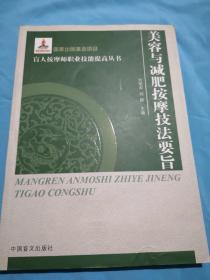 国家出版基金项目
盲人按摩师职业技能提高丛书
美容与减肥按摩技法要旨
主编
MANGREN ANMOSHI ZHIYE JINENG
TIGAO CONGSHU
中国盲文出版社